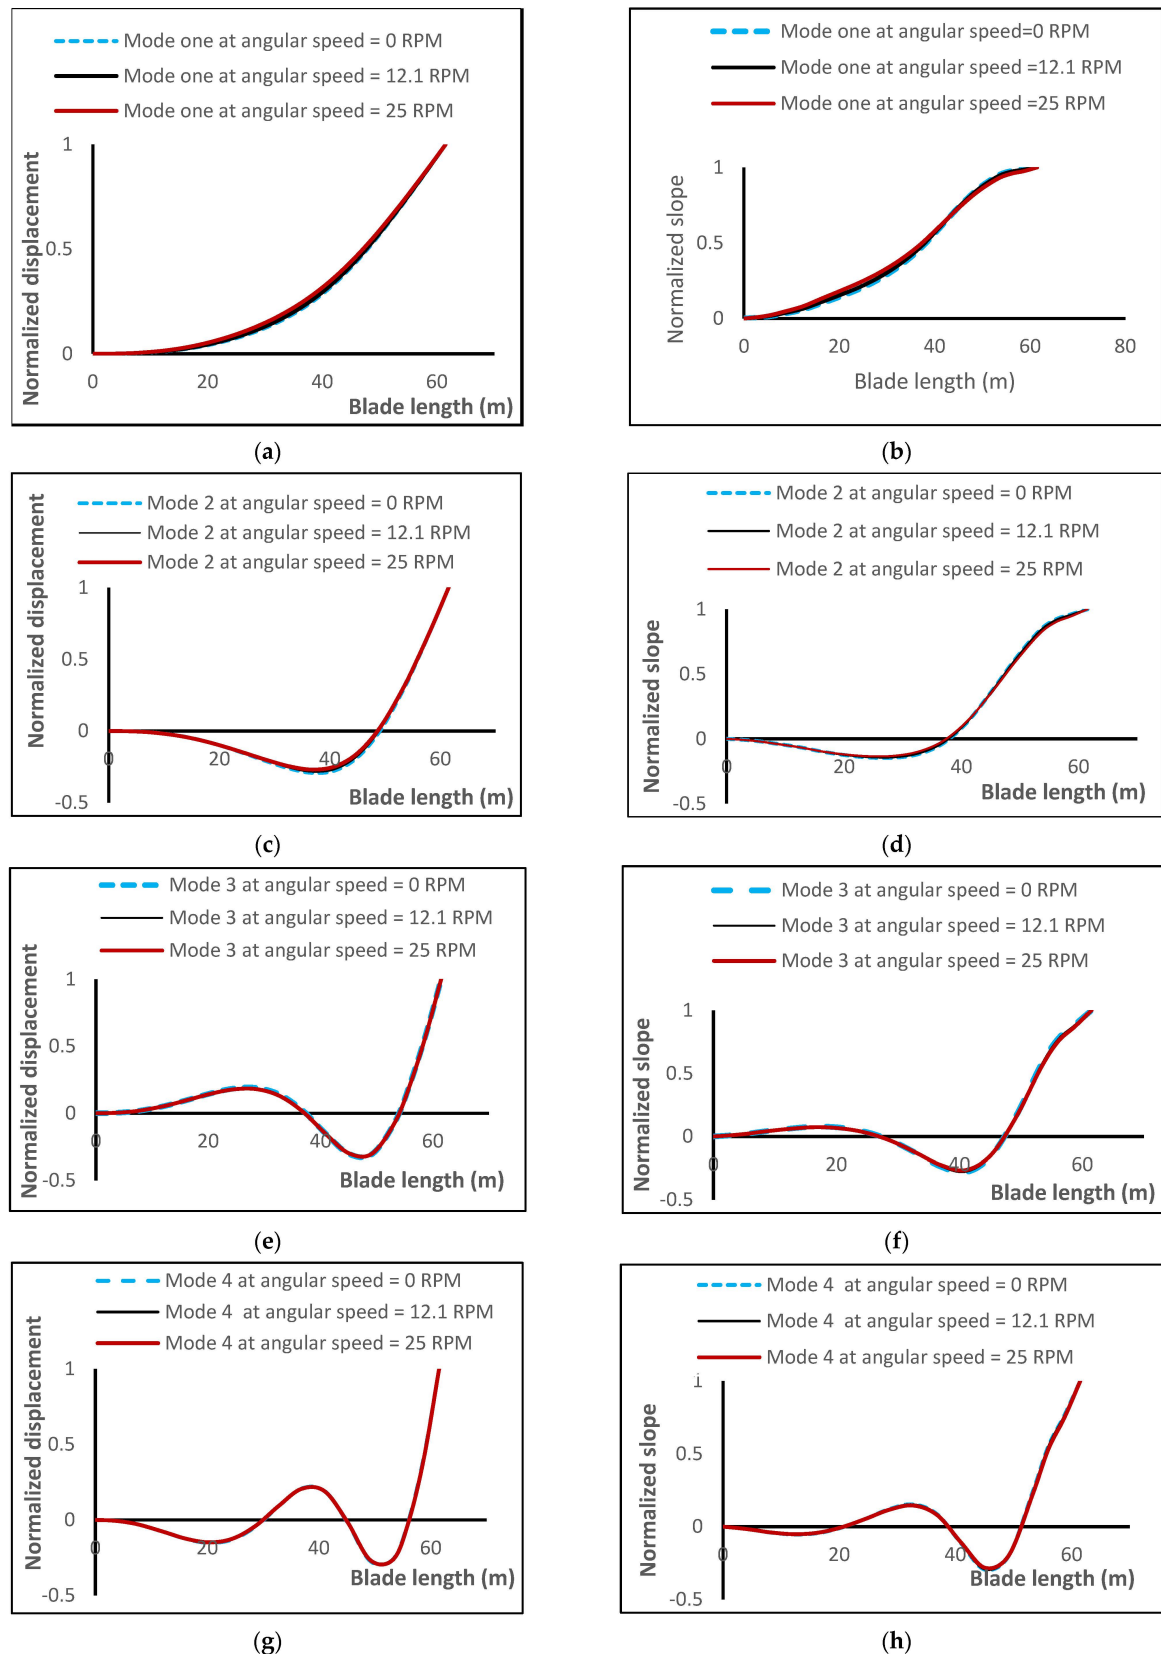 Mode one at angular speed = 0 RPM
Mode one at angular speed = 12.1 RPM
Mode one at angular speed = 25 RPM
Normalized displacement
1
0.5
0
0 20 40 60
Blade length (m)
(a)
Mode one at angular speed=0 RPM
Mode one at angular speed =12.1 RPM
Mode one at angular speed =25 RPM
Normalized slope
1
0.5
0
0 20 40 60 80
Blade length (m)
(b)
Mode 2 at angular speed = 0 RPM
Mode 2 at angular speed = 12.1 RPM
Mode 2 at angular speed = 25 RPM
Normalized displacement
1
0.5
0
-0.5
0 20 40 60
Blade length (m)
(c)
Mode 2 at angular speed = 0 RPM
Mode 2 at angular speed = 12.1 RPM
Mode 2 at angular speed = 25 RPM
Normalized slope
1
0.5
0
-0.5
0 20 40 60
Blade length (m)
(d)
Mode 3 at angular speed = 0 RPM
Mode 3 at angular speed = 12.1 RPM
Mode 3 at angular speed = 25 RPM
Normalized displacement
1
0.5
0
-0.5
0 20 40 60
Blade length (m)
(e)
Mode 3 at angular speed = 0 RPM
Mode 3 at angular speed = 12.1 RPM
Mode 3 at angular speed = 25 RPM
Normalized slope
1
0.5
0
-0.5
0 20 40 60
Blade length (m)
(f)
Mode 4 at angular speed = 0 RPM
Mode 4 at angular speed = 12.1 RPM
Mode 4 at angular speed = 25 RPM
Normalized displacement
1
0.5
0
-0.5
0 20 40 60
Blade length (m)
(g)
Mode 4 at angular speed = 0 RPM
Mode 4 at angular speed = 12.1 RPM
Mode 4 at angular speed = 25 RPM
Normalized slope
1
0.5
0
-0.5
0 20 40 60
Blade length (m)
(h)